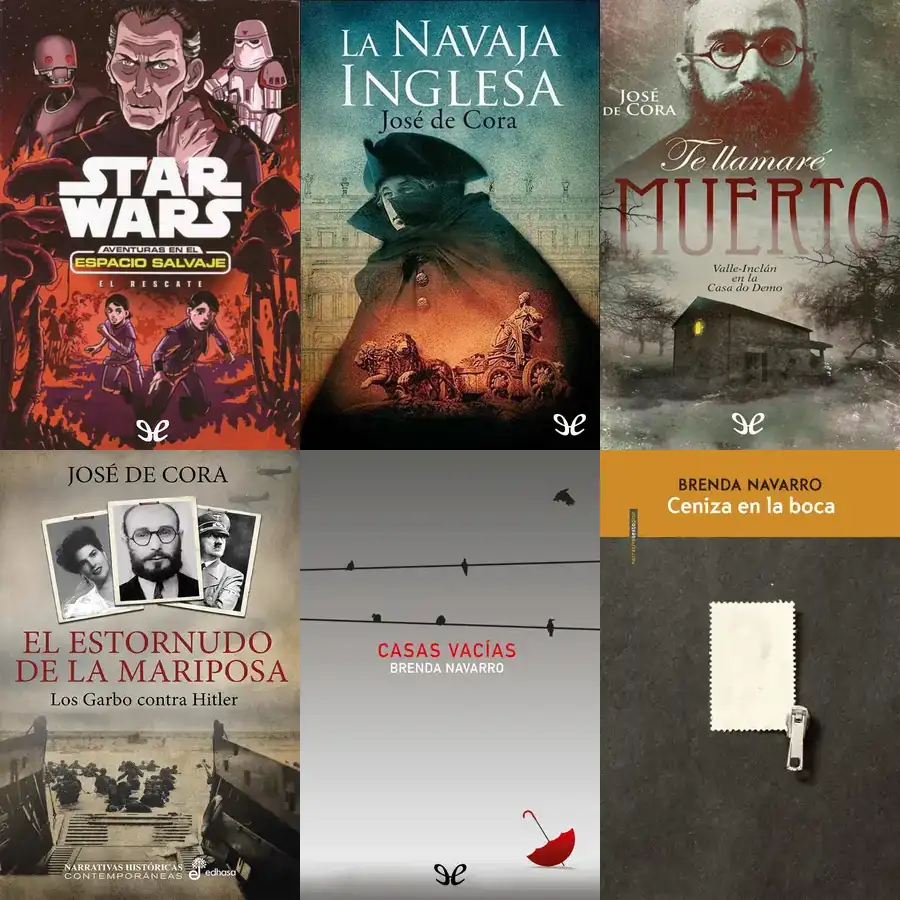 STAR
WARS
AVENTURAS EN EL
ESPACIO SALVAJE
EL RESCATE
LA NAVAJA
INGLESA
José de Cora
JOSÉ
DE CORA
Te llamaré
MUERTO
Valle-Inclán
en la
Casa do Demo
JOSÉ DE CORA
EL ESTORNUDO
DE LA MARIPOSA
Los Garbo contra Hitler
NARRATIVAS HISTÓRICAS
CONTEMPORÁNEAS
edhasa
CASAS VACÍAS
BRENDA NAVARRO
BRENDA NAVARRO
Ceniza en la boca